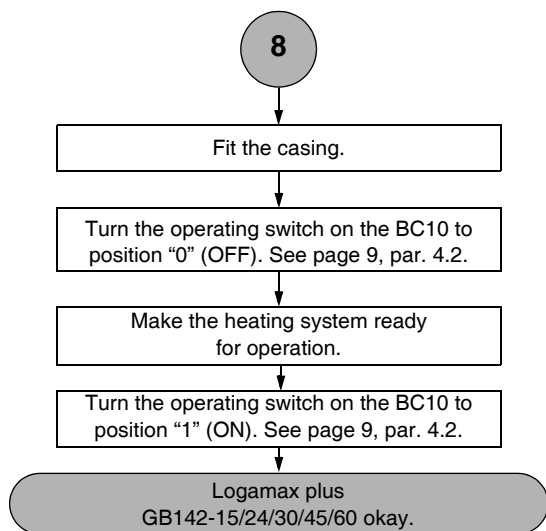 8
Fit the casing.
Turn the operating switch on the BC10 to
position “0” (OFF). See page 9, par. 4.2.
Make the heating system ready
for operation.
Turn the operating switch on the BC10 to
position “1” (ON). See page 9, par. 4.2.
Logamax plus
GB142-15/24/30/45/60 okay.